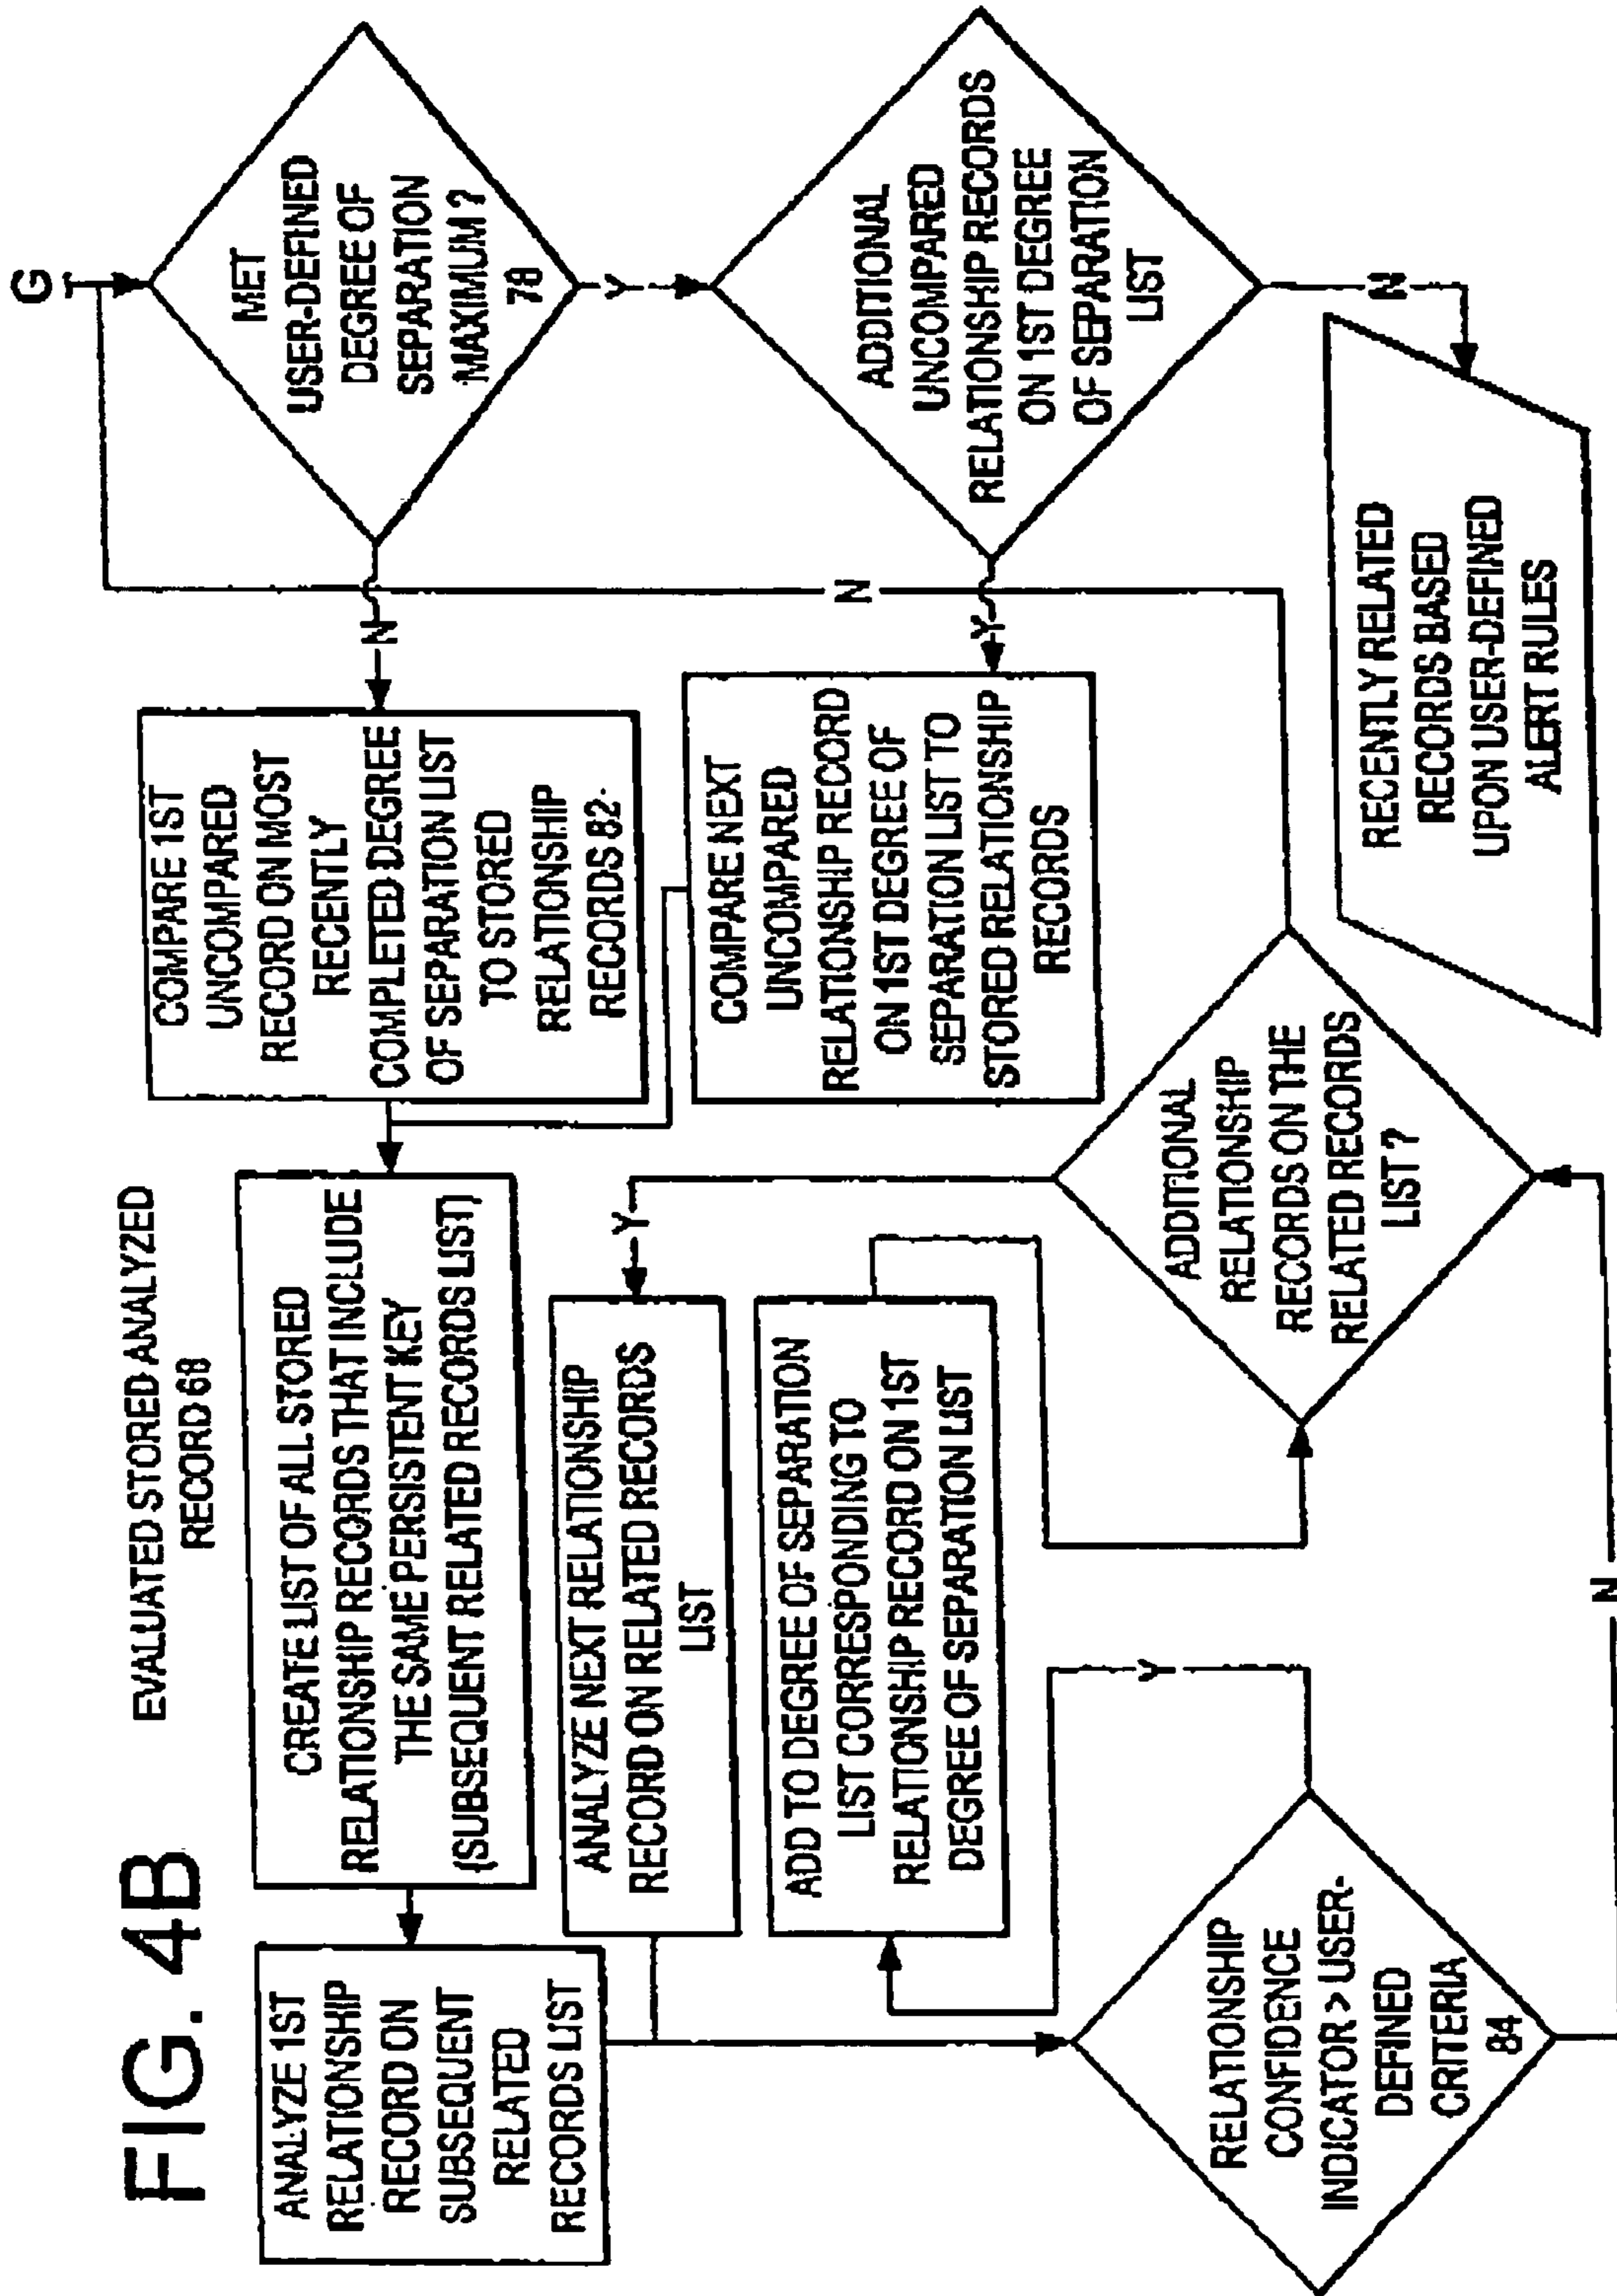 FIG. 4B
EVALUATED STORED ANALYZED
RECORD 68
G
MET
USER-DEFINED
DEGREE OF
SEPARATION
MAXIMUM ?
78
N
Y
COMPARE 1ST
UNCOMPARED
RECORD ON MOST
RECENTLY
COMPLETED DEGREE
OF SEPARATION LIST
TO STORED
RELATIONSHIP
RECORDS 82
CREATE LIST OF ALL STORED
RELATIONSHIP RECORDS THAT INCLUDE
THE SAME PERSISTENT KEY
(SUBSEQUENT RELATED RECORDS LIST)
ANALYZE 1ST
RELATIONSHIP
RECORD ON
SUBSEQUENT
RELATED
RECORDS LIST
ADDITIONAL
UNCOMPARED
RELATIONSHIP RECORDS
ON 1ST DEGREE
OF SEPARATION
LIST
Y
N
COMPARE NEXT
UNCOMPARED
RELATIONSHIP RECORD
ON 1ST DEGREE OF
SEPARATION LIST TO
STORED RELATIONSHIP
RECORDS
N
ANALYZE NEXT RELATIONSHIP
RECORD ON RELATED RECORDS
LIST
Y
ADD TO DEGREE OF SEPARATION
LIST CORRESPONDING TO
RELATIONSHIP RECORD ON 1ST
DEGREE OF SEPARATION LIST
ADDITIONAL
RELATIONSHIP
RECORDS ON THE
RELATED RECORDS
LIST ?
Y
RELATIONSHIP
CONFIDENCE
INDICATOR > USER-
DEFINED
CRITERIA
84
N
RECENTLY RELATED
RECORDS BASED
UPON USER-DEFINED
ALERT RULES